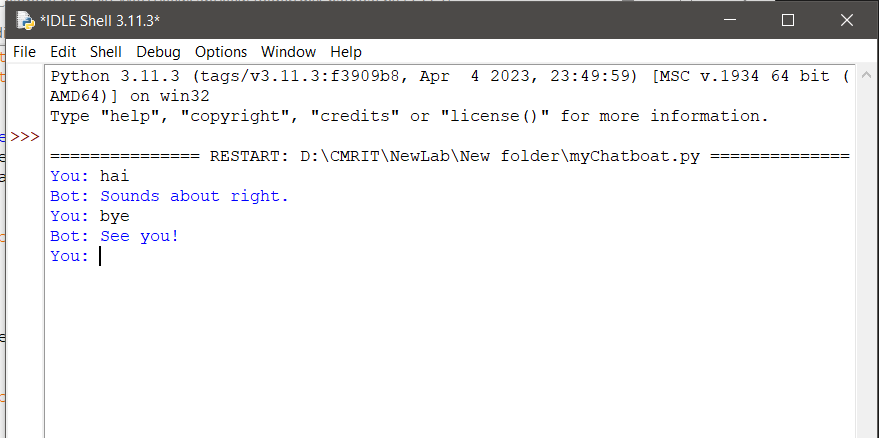 *IDLE Shell 3.11.3*
File Edit Shell Debug Options Window Help
Python 3.11.3 (tags/v3.11.3:f3909b8, Apr  4 2023, 23:49:59) [MSC v.1934 64 bit (
AMD64)] on win32
Type "help", "copyright", "credits" or "license()" for more information.
>>>
=============== RESTART: D:\CMRIT\NewLab\New folder\myChatboat.py ==============
You: hai
Bot: Sounds about right.
You: bye
Bot: See you!
You: